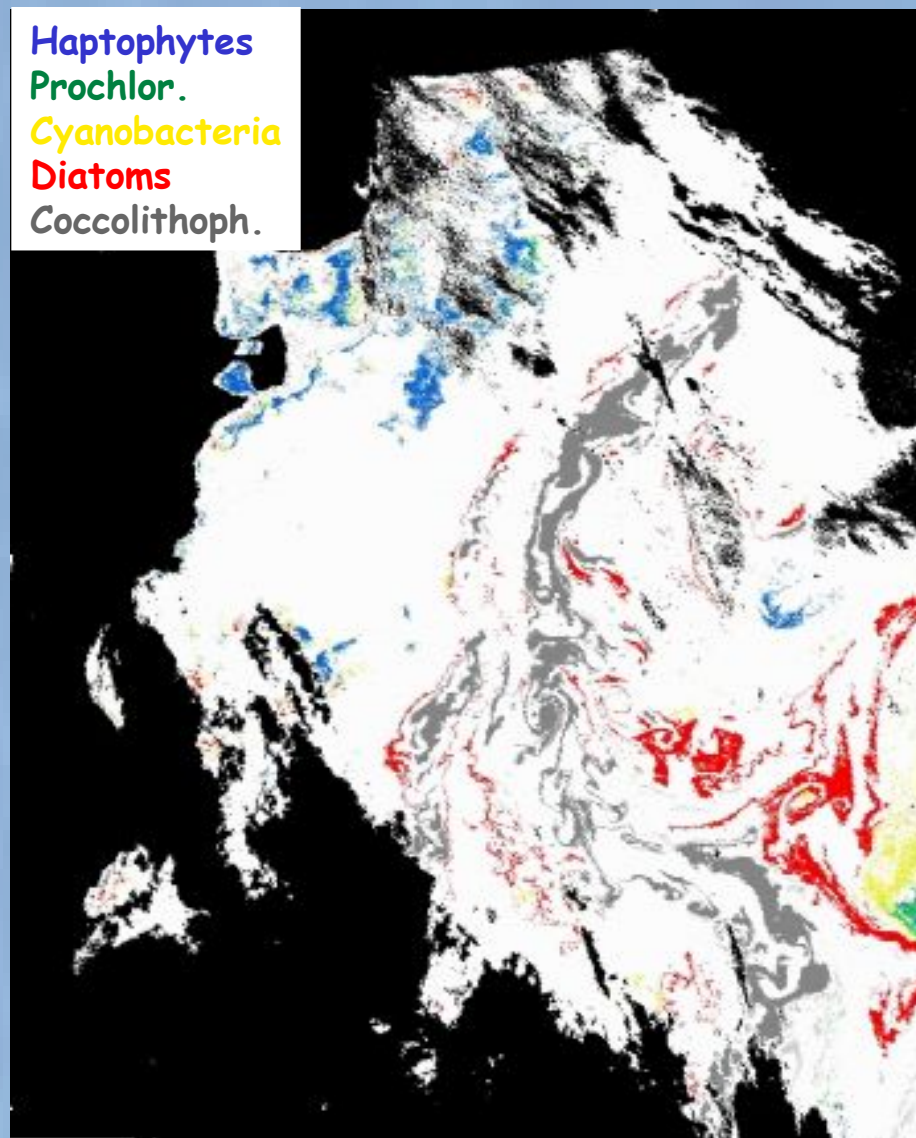 Haptophytes
Prochlor.
Cyanobacteria
Diatoms
Coccolithoph.